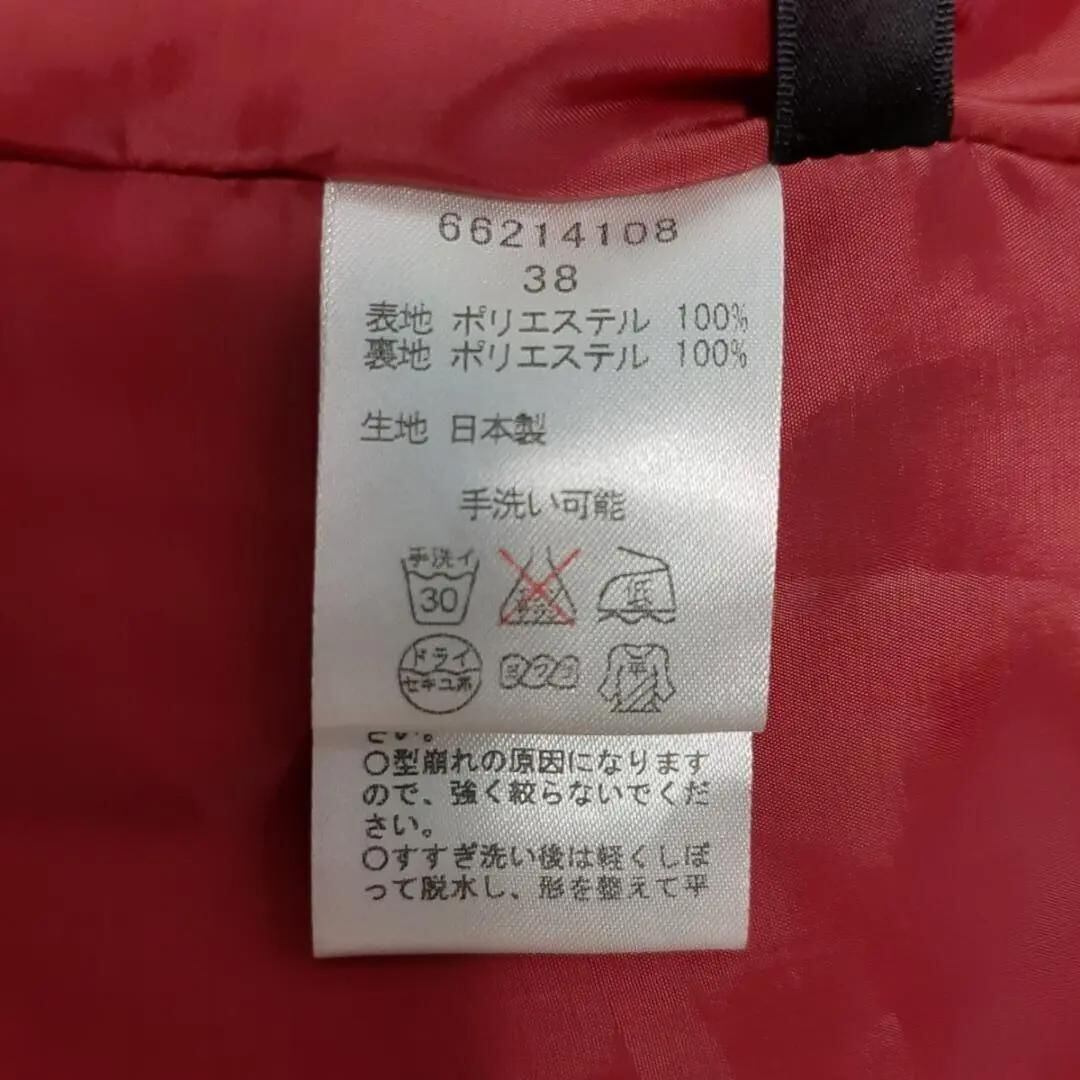 66214108
38
表地 ポリエステル 100%
裏地 ポリエステル 100%
生地 日本製
手洗い可能
手洗イ
30
低
ドライ
セキユ系
平
さい。
○型崩れの原因になります
ので、強く絞らないでくだ
さい。
○すすぎ洗い後は軽くしぼ
って脱水し、形を整えて平